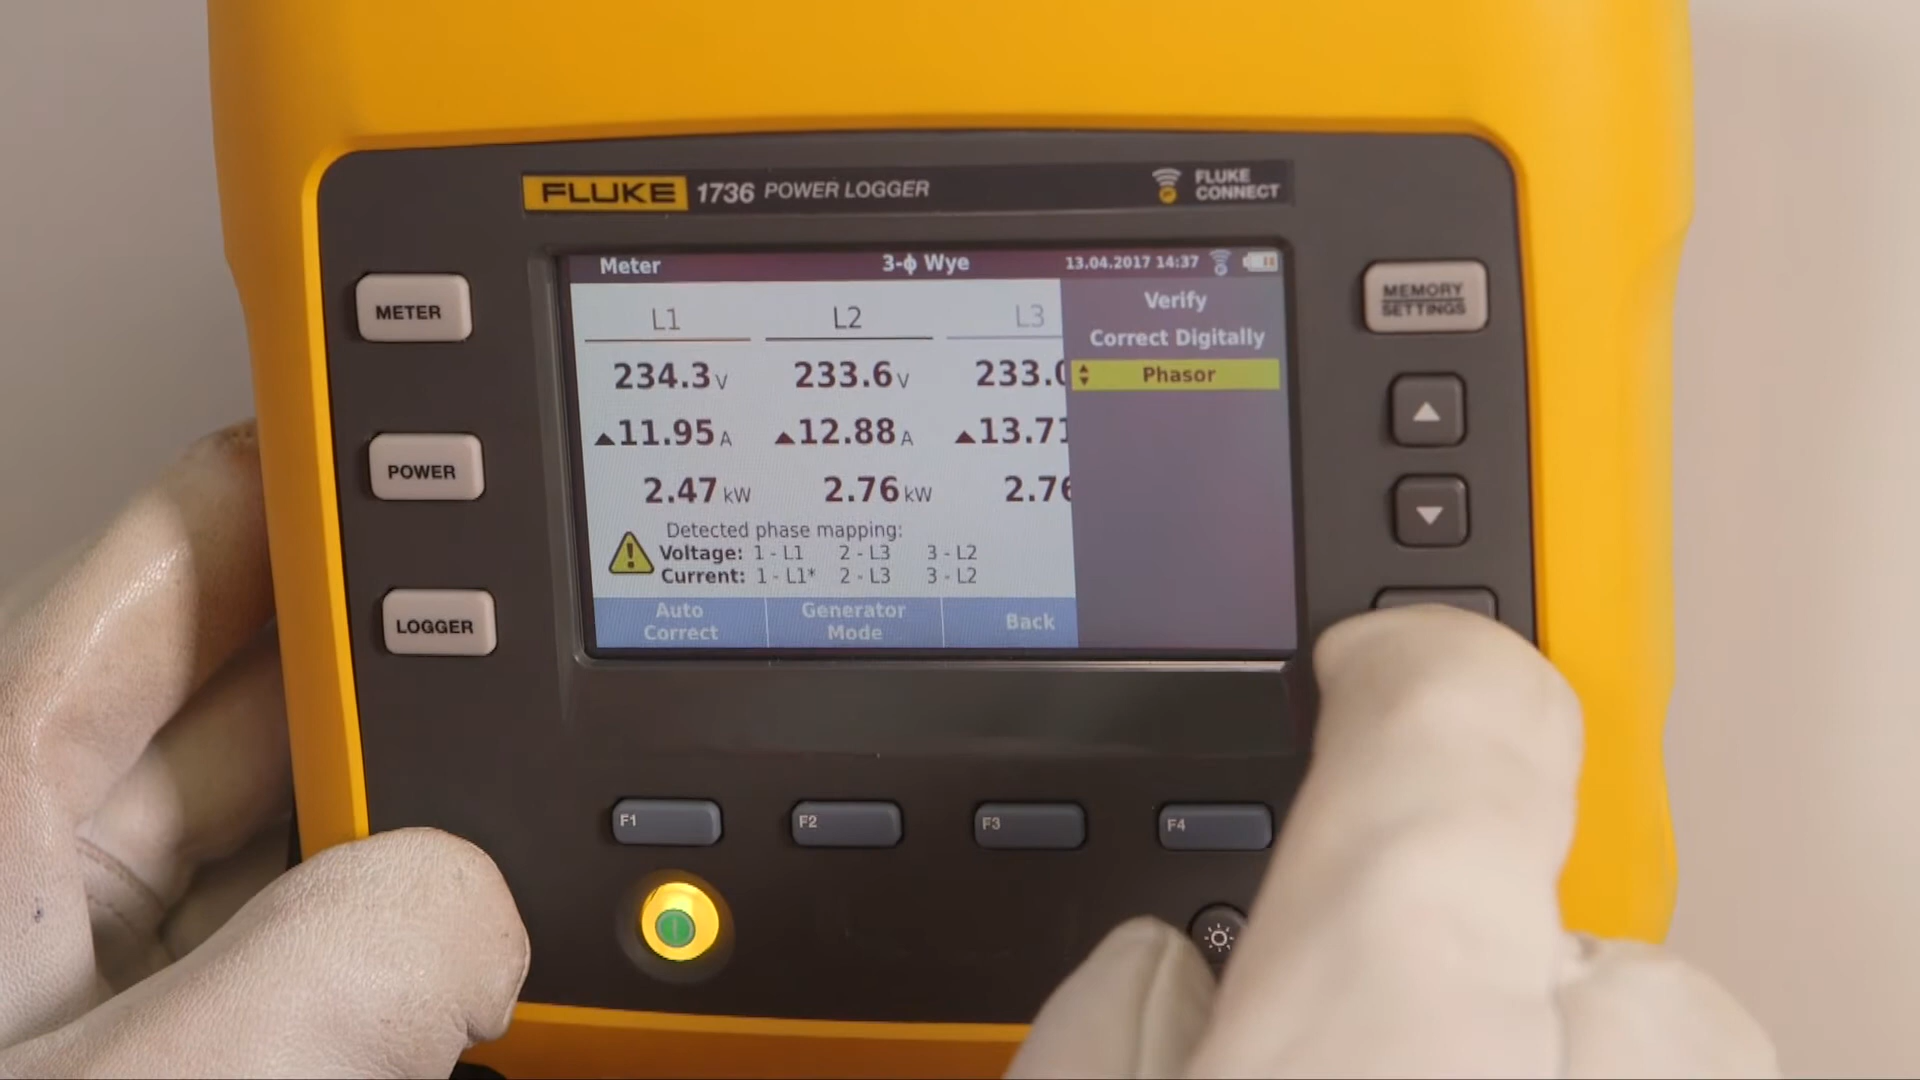 FLUKE 1736 POWER LOGGER
FLUKE CONNECT
Meter 3-ϕ Wye 13.04.2017 14:37
L1 L2 L3
234.3 V 233.6 V 233.0
▲11.95 A ▲12.88 A ▲13.71
2.47 kW 2.76 kW 2.76
Detected phase mapping:
Voltage: 1 - L1 2 - L3 3 - L2
Current: 1 - L1* 2 - L3 3 - L2
Auto Correct
Generator Mode
Back
Verify
Correct Digitally
Phasor
METER
POWER
LOGGER
MEMORY
SETTINGS
F1 F2 F3 F4